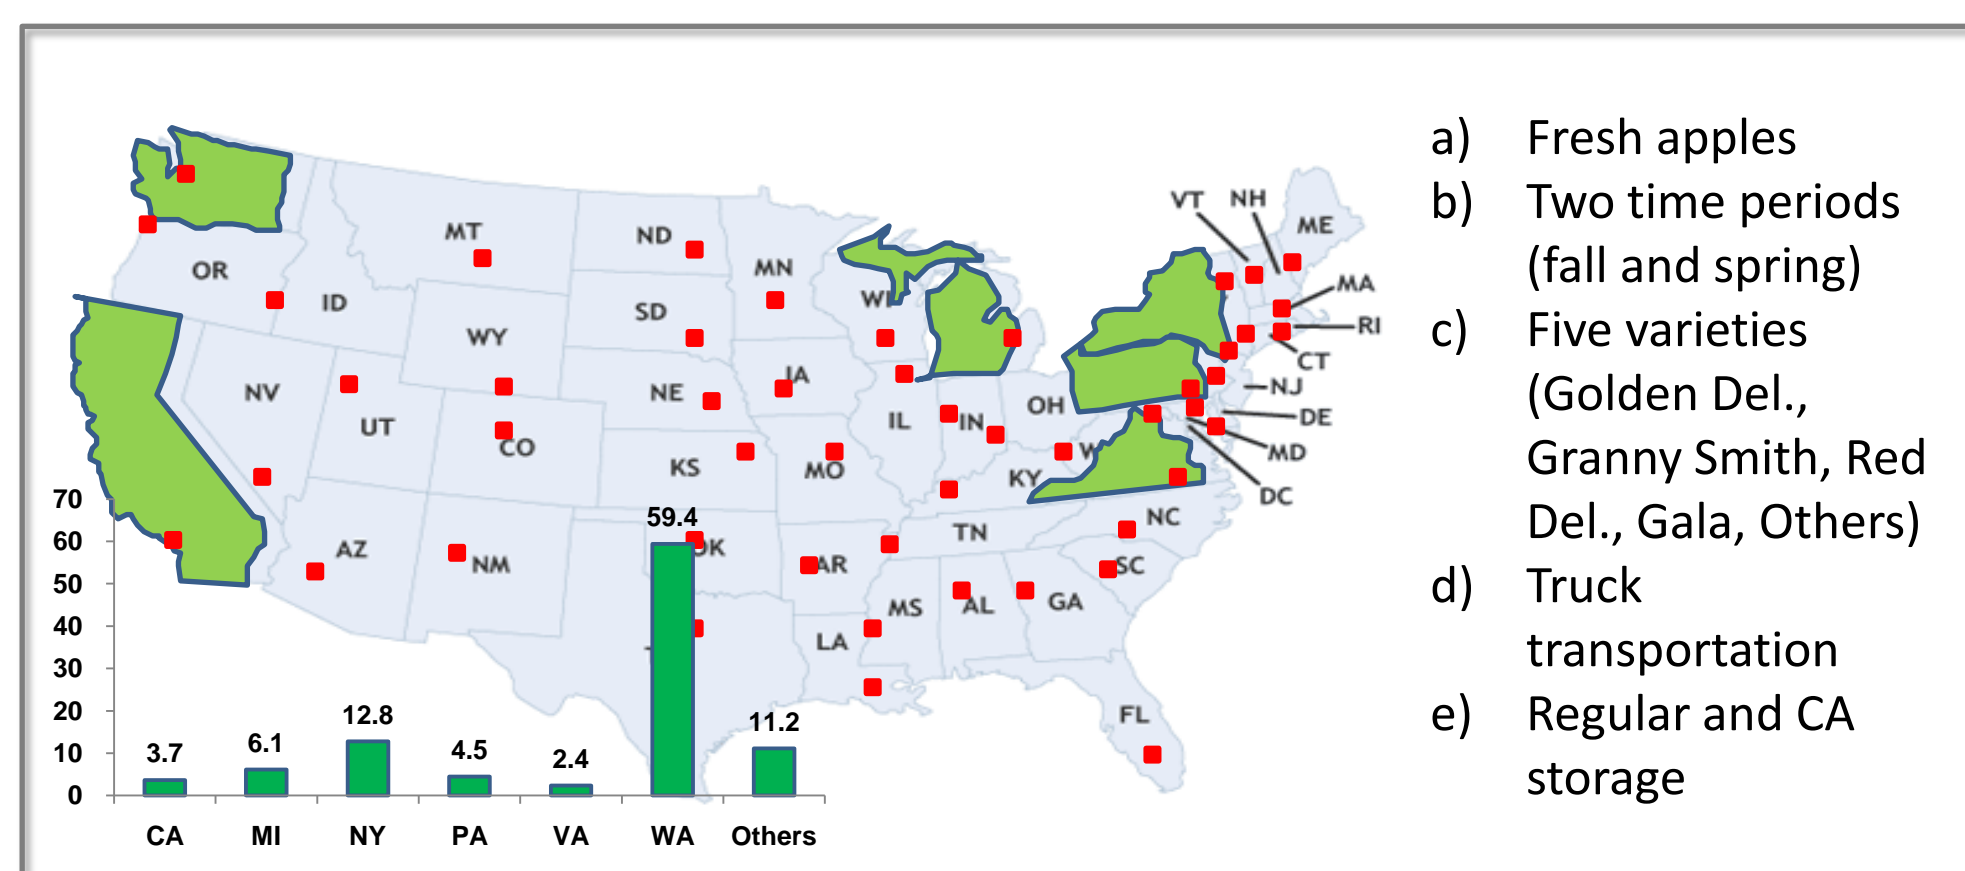 VT NH
ME
MT
ND
MN
OR
ID
SD
WI
MA
WY
RI
CT
NV
NE
IA
OH
NJ
UT
IL
IN
DE
CO
KS
MO
KY
MD
DC
AZ
NM
OK
AR
TN
NC
SC
MS
AL
GA
LA
FL
70
60
50
40
30
20
10
0
3.7
6.1
12.8
4.5
2.4
59.4
11.2
CA MI NY PA VA WA Others
a) Fresh apples
b) Two time periods
(fall and spring)
c) Five varieties
(Golden Del.,
Granny Smith, Red
Del., Gala, Others)
d) Truck
transportation
e) Regular and CA
storage